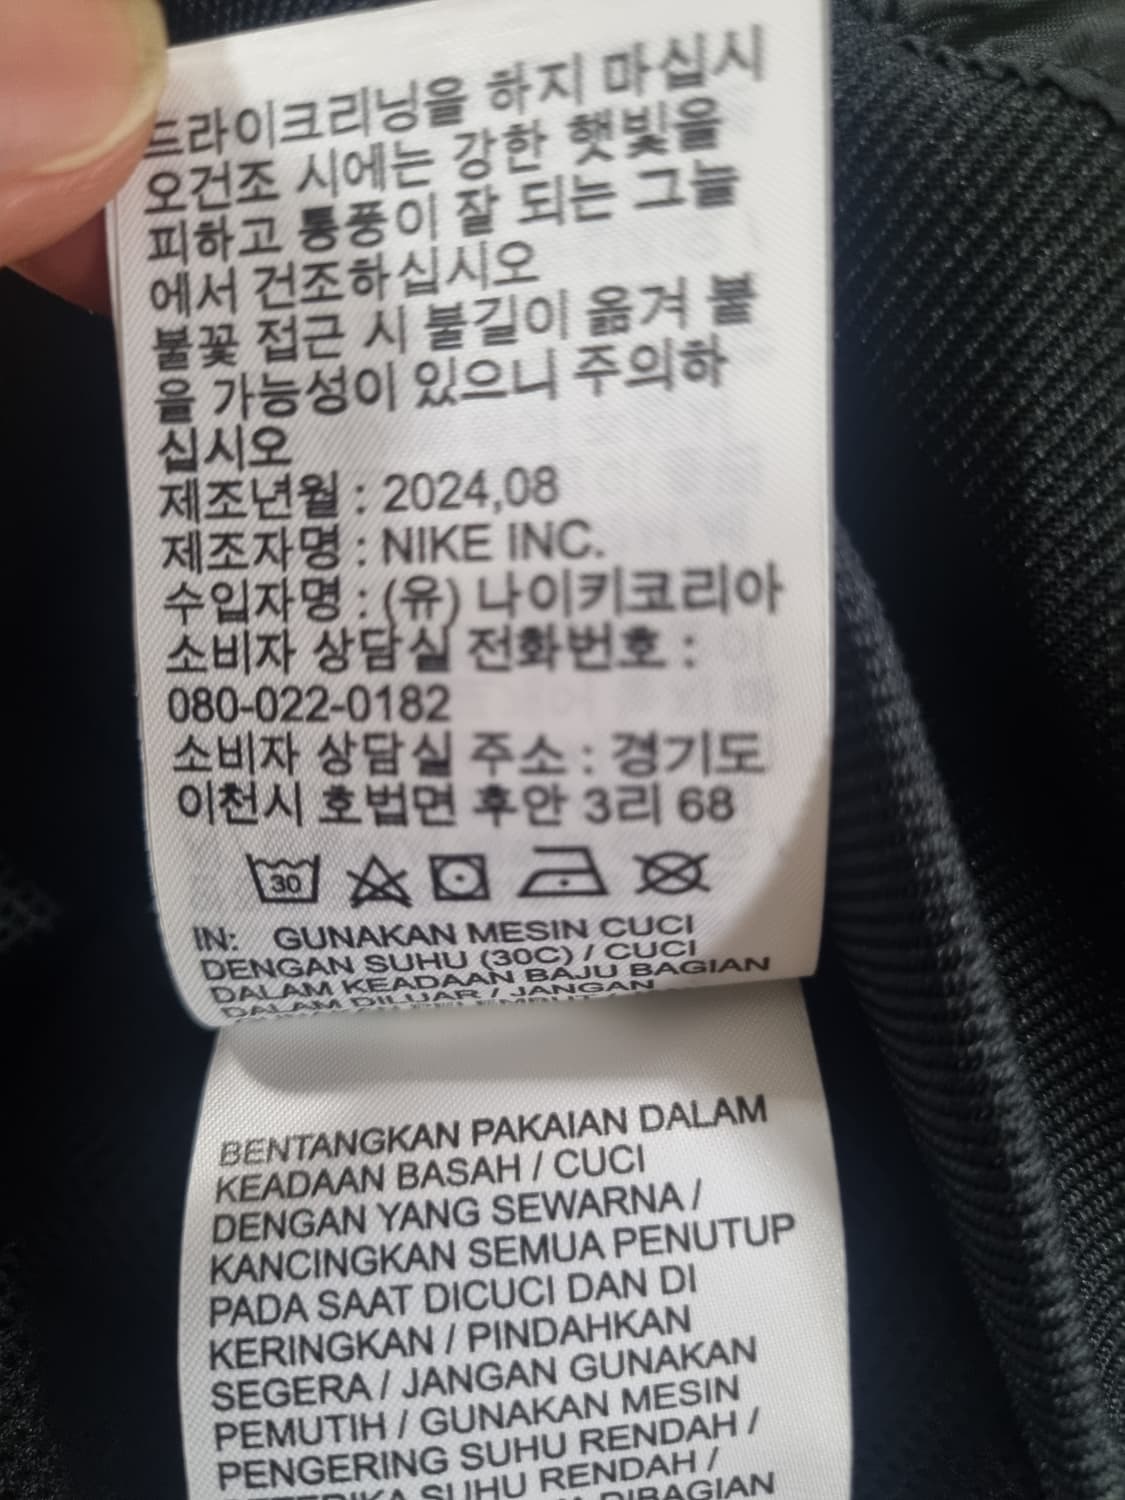 드라이크리닝을 하지 마십시
오건조 시에는 강한 햇빛을
피하고 통풍이 잘 되는 그늘
에서 건조하십시오
불꽃 접근 시 불길이 옮겨 붙
을 가능성이 있으니 주의하
십시오
제조년월 : 2024,08
제조자명 : NIKE INC.
수입자명 : (유) 나이키코리아
소비자 상담실 전화번호 :
080-022-0182
소비자 상담실 주소 : 경기도
이천시 호법면 후안 3리 68
30
IN: GUNAKAN MESIN CUCI
DENGAN SUHU (30C) / CUCI
DALAM KEADAAN BAJU BAGIAN
DALAM DILUAR / JANGAN
BENTANGKAN PAKAIAN DALAM
KEADAAN BASAH / CUCI
DENGAN YANG SEWARNA /
KANCINGKAN SEMUA PENUTUP
PADA SAAT DICUCI DAN DI
KERINGKAN / PINDAHKAN
SEGERA / JANGAN GUNAKAN
PEMUTIH / GUNAKAN MESIN
PENGERING SUHU RENDAH /
SUHU RENDAH /
DIBAGIAN